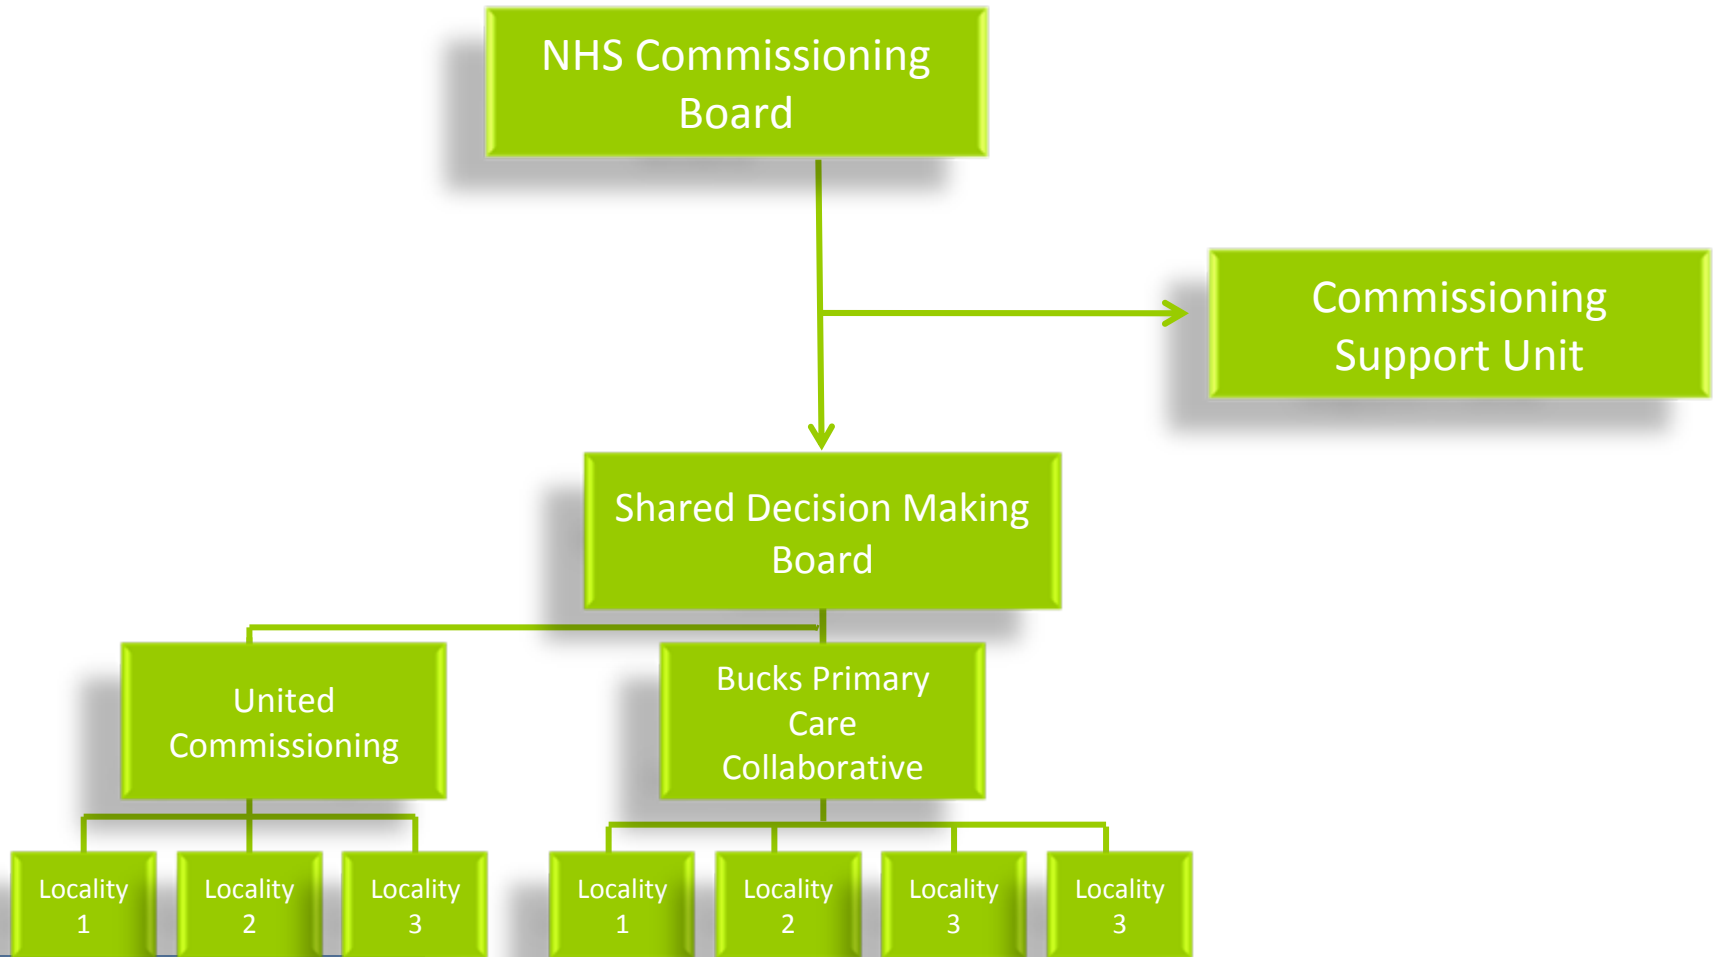 NHS Commissioning
Board
Commissioning
Support Unit
Shared Decision Making
Board
United
Commissioning
Bucks Primary
Care
Collaborative
Locality
1
Locality
2
Locality
3
Locality
1
Locality
2
Locality
3
Locality
3